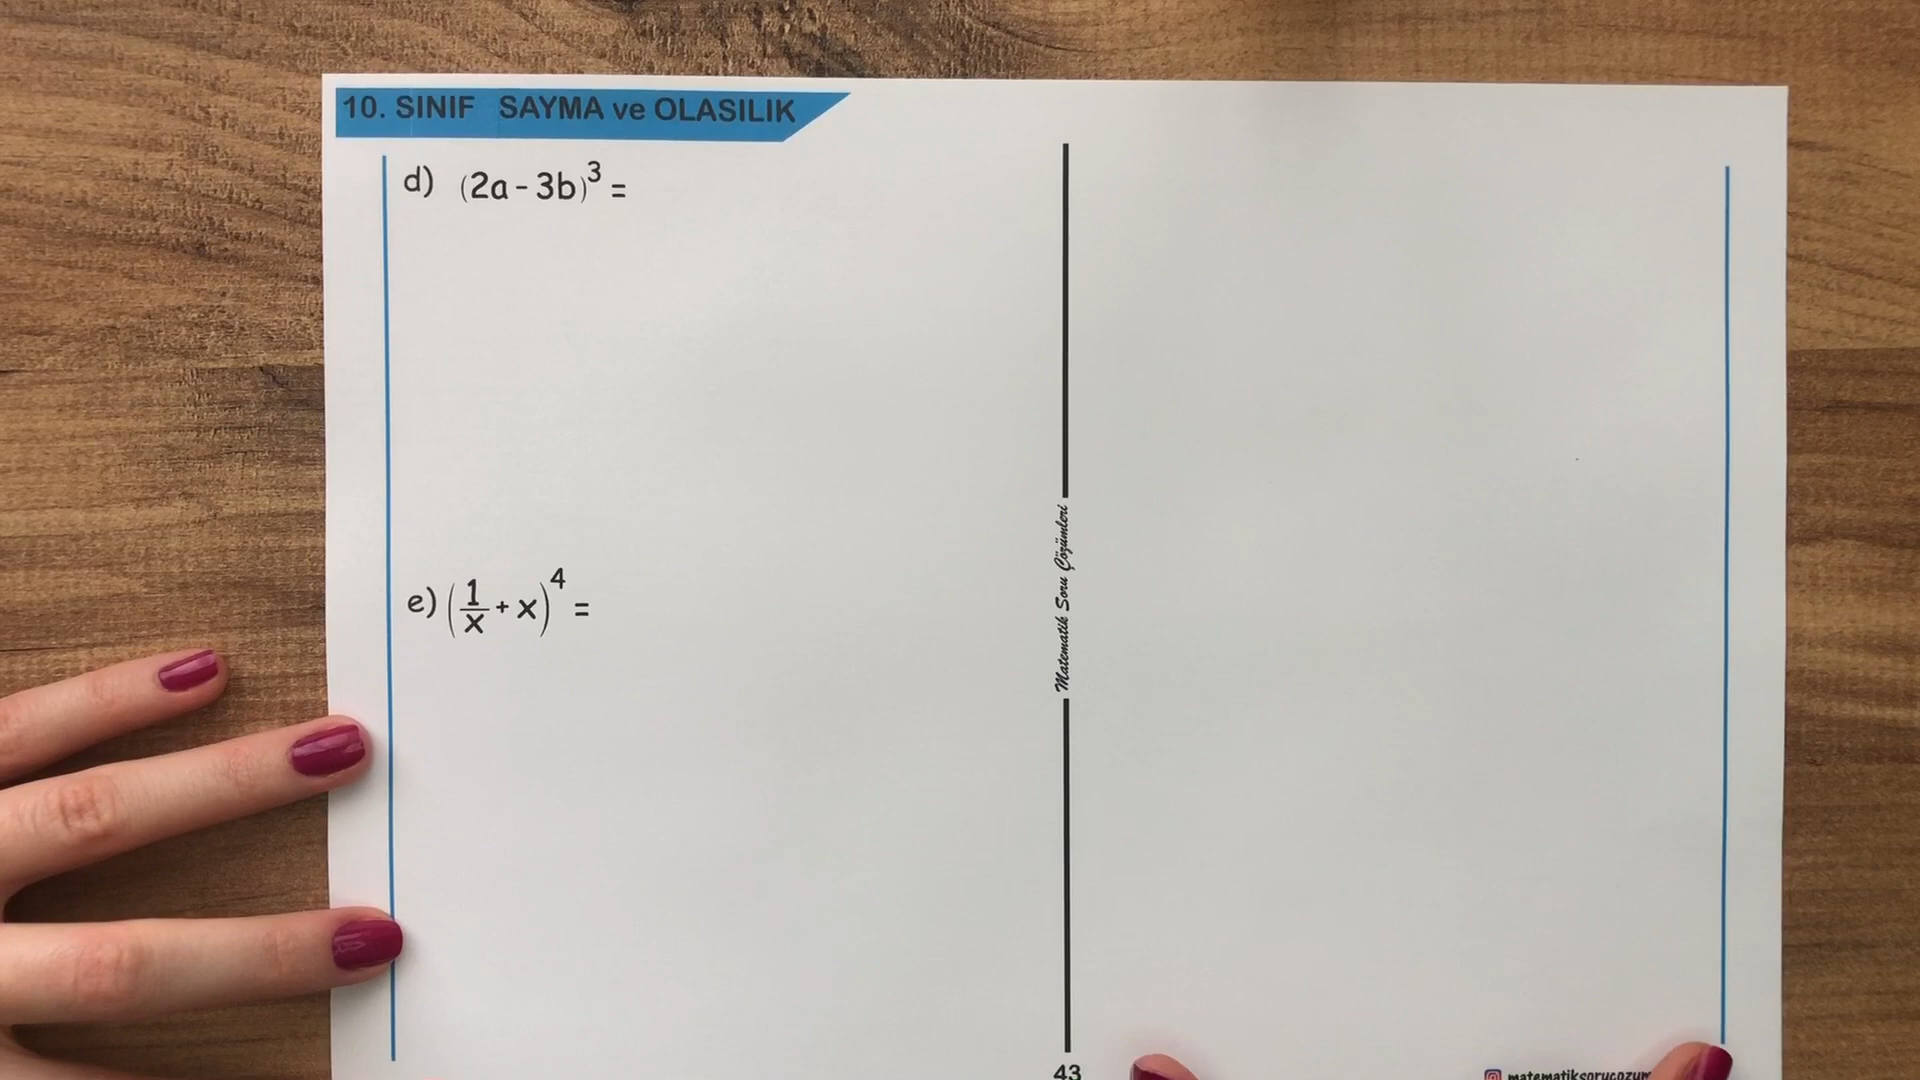 10. SINIF SAYMA ve OLASILIK
d) (2a - 3b)³ =
e) (1/x + x)⁴ =
Matematik Soru Çözümleri
43